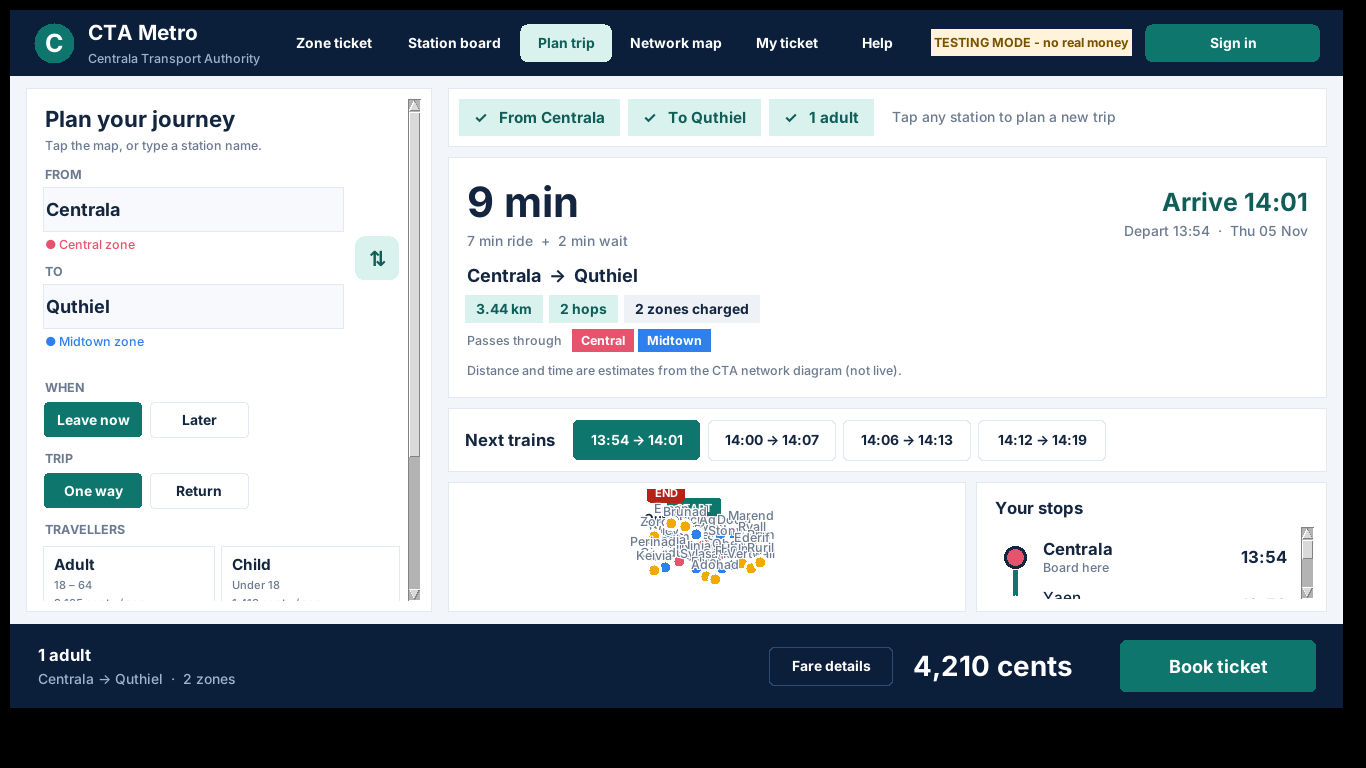 C
CTA Metro
Centrala Transport Authority
Zone ticket
Station board
Plan trip
Network map
My ticket
Help
TESTING MODE - no real money
Sign in
Plan your journey
Tap the map, or type a station name.
FROM
Centrala
Central zone
TO
Quthiel
Midtown zone
⇅
WHEN
Leave now
Later
TRIP
One way
Return
TRAVELLERS
Adult
18 – 64
Child
Under 18
✓ From Centrala
✓ To Quthiel
✓ 1 adult
Tap any station to plan a new trip
9 min
7 min ride + 2 min wait
Arrive 14:01
Depart 13:54 · Thu 05 Nov
Centrala → Quthiel
3.44 km
2 hops
2 zones charged
Passes through
Central
Midtown
Distance and time are estimates from the CTA network diagram (not live).
Next trains
13:54 → 14:01
14:00 → 14:07
14:06 → 14:13
14:12 → 14:19
END
Brunad
Marend
Ryall
Perinadia
Ruril
Keivia
Adohad
Your stops
Centrala
13:54
Board here
Yaen
1 adult
Centrala → Quthiel · 2 zones
Fare details
4,210 cents
Book ticket